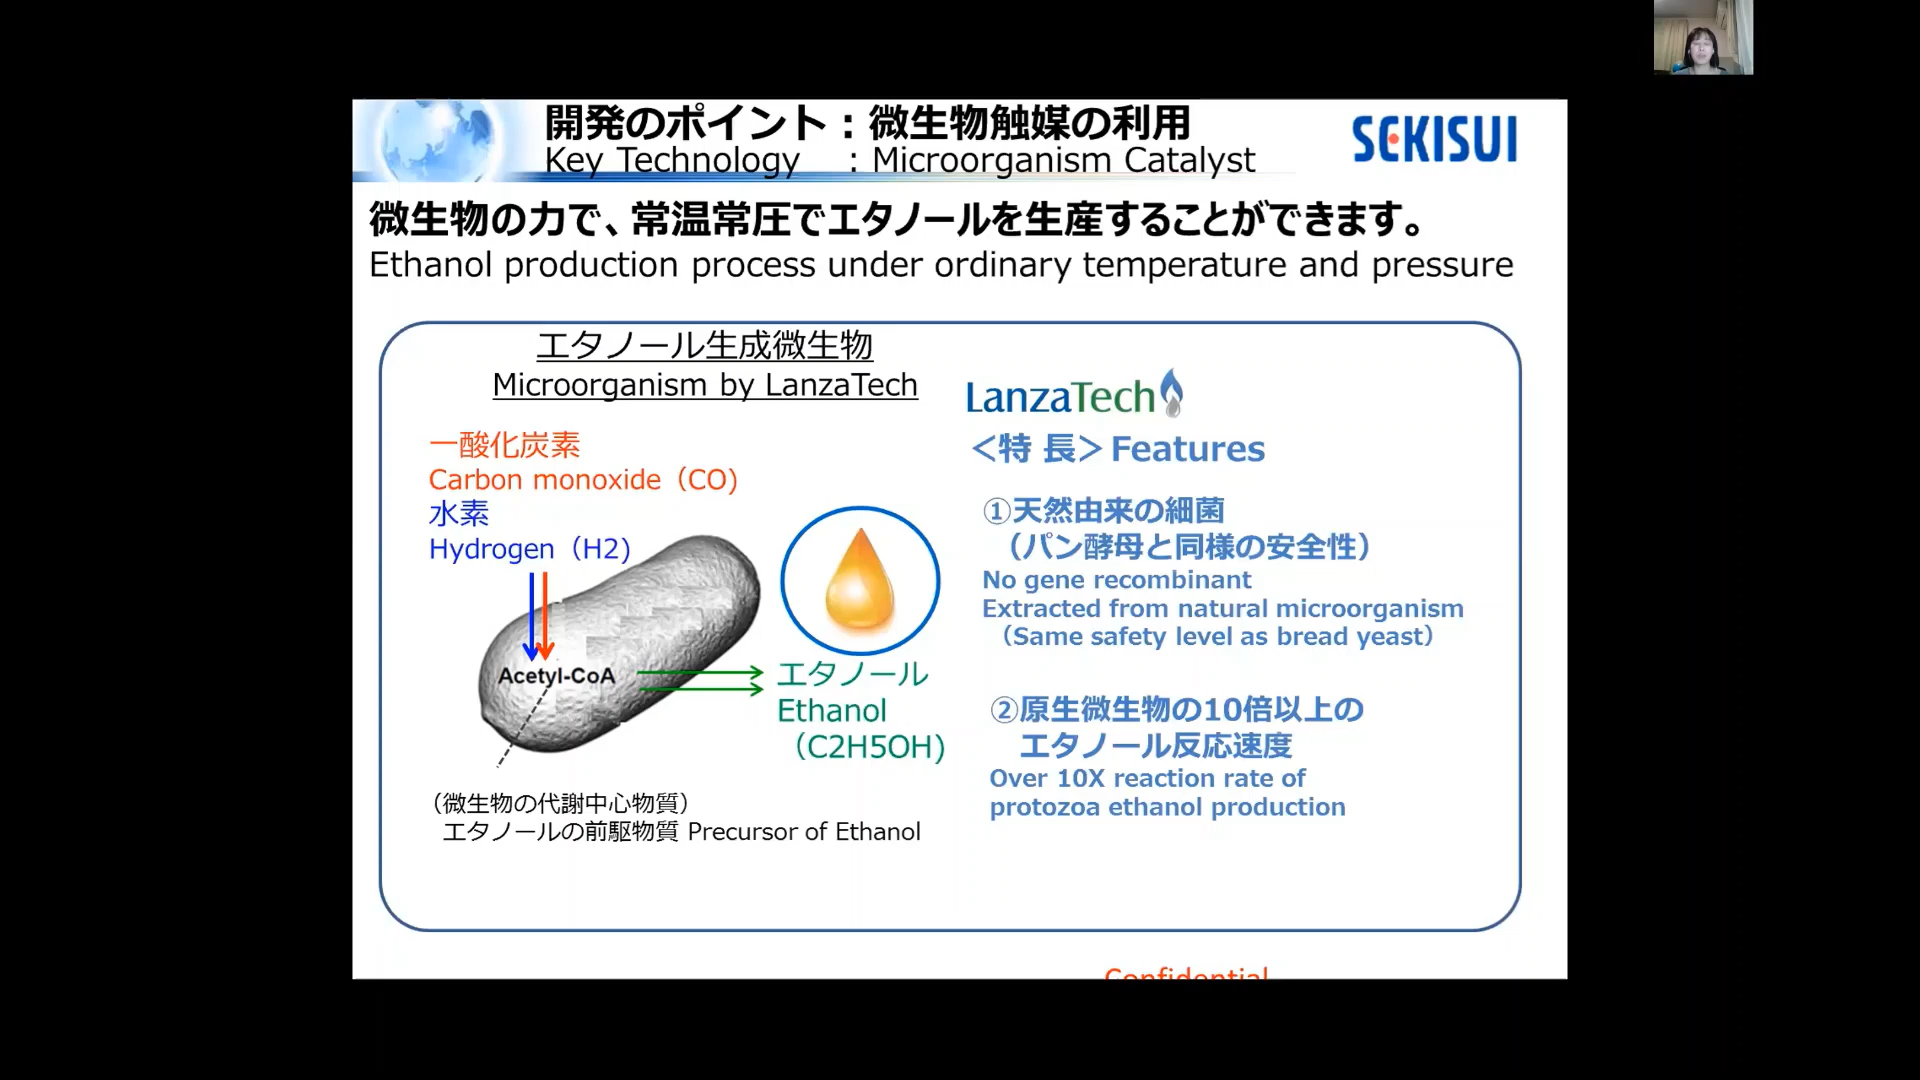 開発のポイント：微生物触媒の利用
Key Technology ：Microorganism Catalyst
SEKISUI
微生物の力で、常温常圧でエタノールを生産することができます。
Ethanol production process under ordinary temperature and pressure
エタノール生成微生物
Microorganism by LanzaTech
一酸化炭素
Carbon monoxide（CO)
水素
Hydrogen（H2)
Acetyl-CoA
エタノール
Ethanol
（C2H5OH)
（微生物の代謝中心物質）
エタノールの前駆物質 Precursor of Ethanol
LanzaTech
＜特 長＞Features
①天然由来の細菌
（パン酵母と同様の安全性）
No gene recombinant
Extracted from natural microorganism
（Same safety level as bread yeast）
②原生微生物の10倍以上の
エタノール反応速度
Over 10X reaction rate of
protozoa ethanol production
Confidential